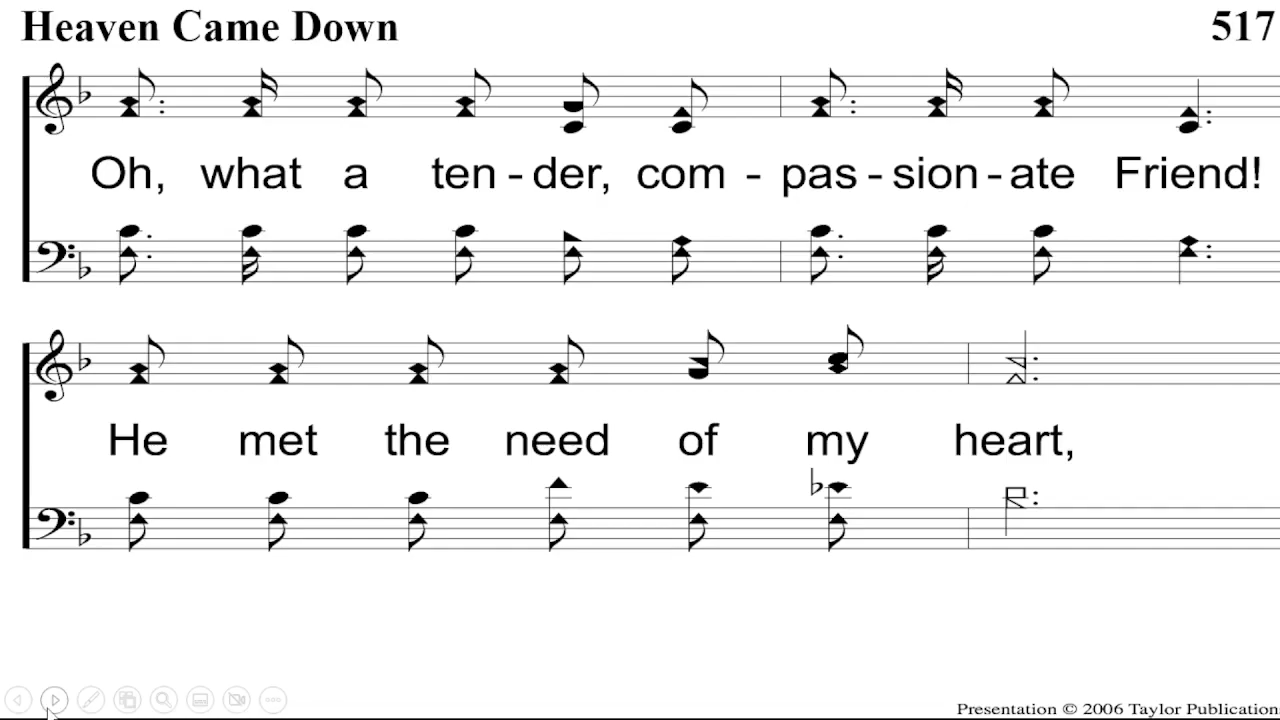 Heaven Came Down 517
Oh, what a ten - der, com - pas - sion - ate Friend!
He met the need of my heart,
Presentation © 2006 Taylor Publication